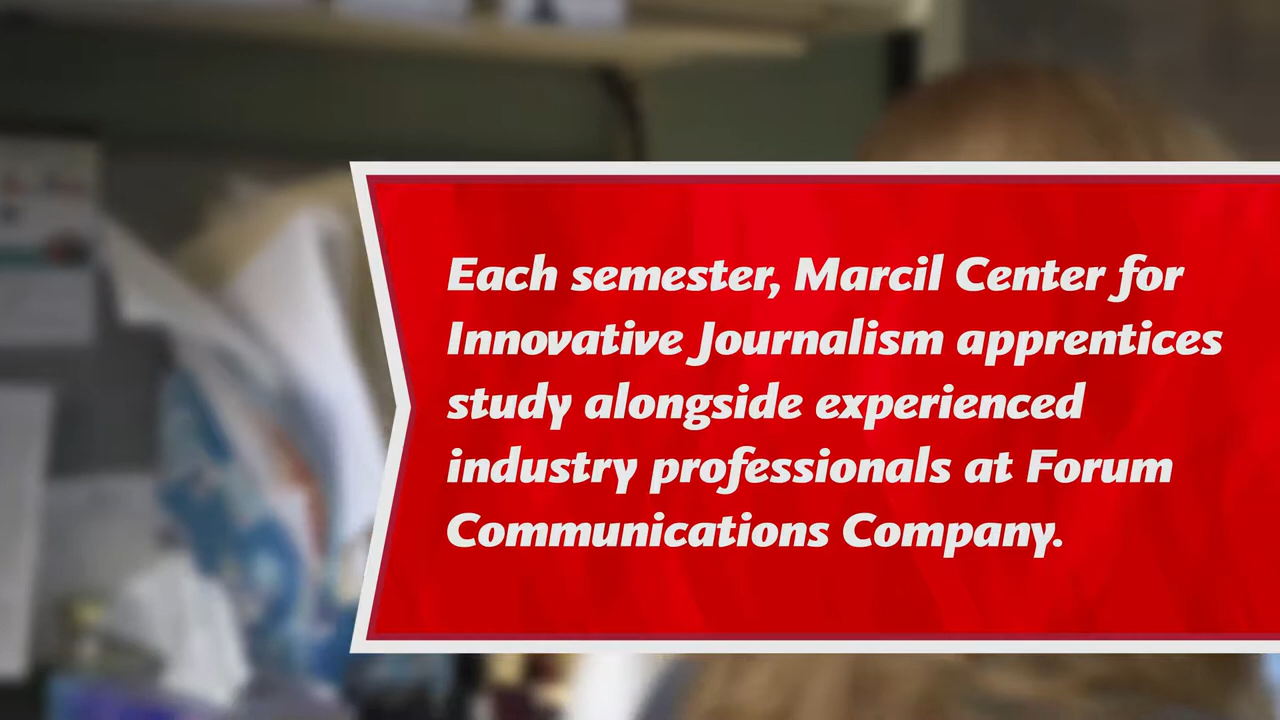 Each semester, Marcil Center for
Innovative Journalism apprentices
study alongside experienced
industry professionals at Forum
Communications Company.